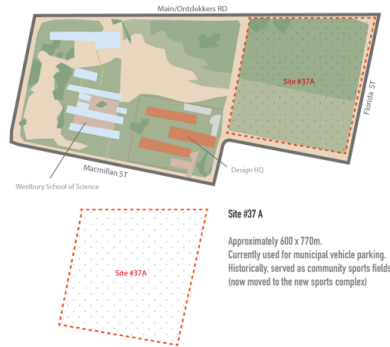 Main/Ontdekkers RD
Site #37A
Florida ST
Design HQ
Macmillan ST
Westbury School of Science
Site #37A
Site #37 A
Approximately 600 x 770m.
Currently used for municipal vehicle parking.
Historically, served as community sports fields
(now moved to the new sports complex)